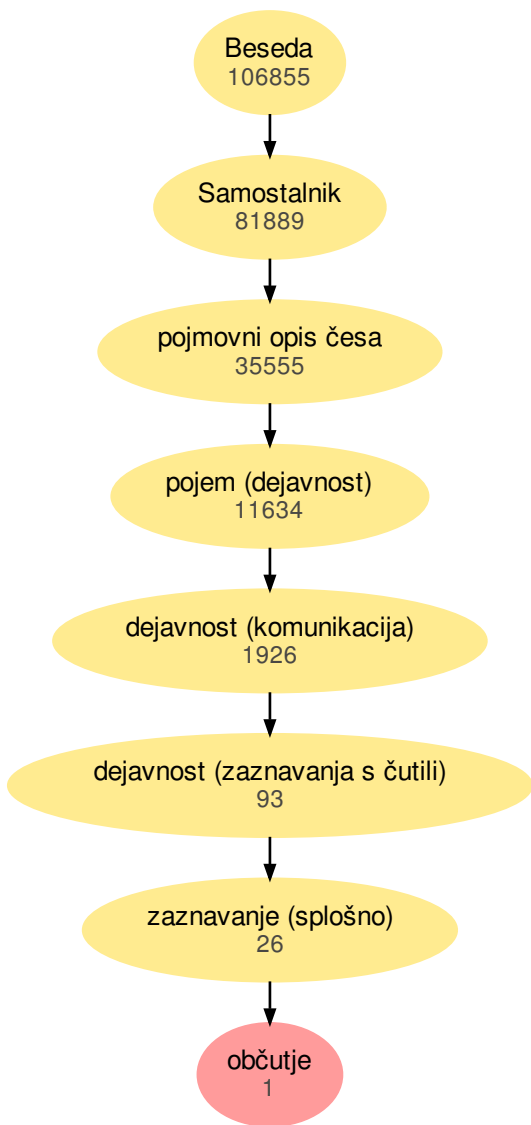 Beseda
106855
Samostalnik
81889
pojmovni opis česa
35555
pojem (dejavnost)
11634
dejavnost (komunikacija)
1926
dejavnost (zaznavanja s čutili)
93
zaznavanje (splošno)
26
občutje
1